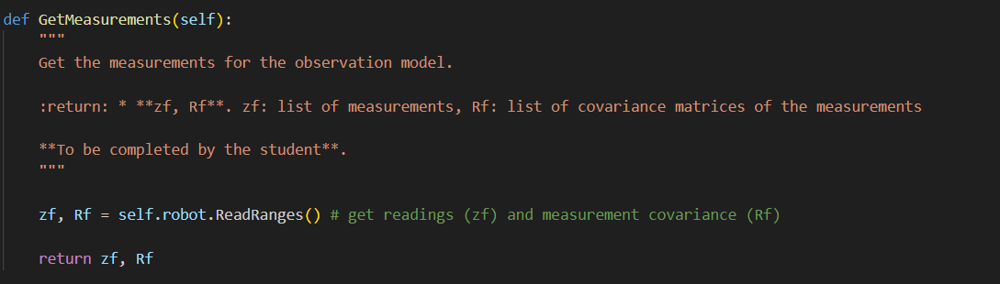 def GetMeasurements(self):
"""
Get the measurements for the observation model.
:return: * **zf, Rf**. zf: list of measurements, Rf: list of covariance matrices of the measurements
**To be completed by the student**.
"""
zf, Rf = self.robot.ReadRanges() # get readings (zf) and measurement covariance (Rf)
return zf, Rf